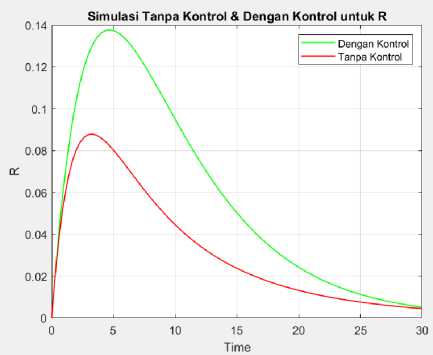 Simulasi Tanpa Kontrol & Dengan Kontrol untuk R
0.14
0.12
0.1
0.08
0.06
0.04
0.02
0
R
Dengan Kontrol
Tanpa Kontrol
0 5 10 15 20 25 30
Time